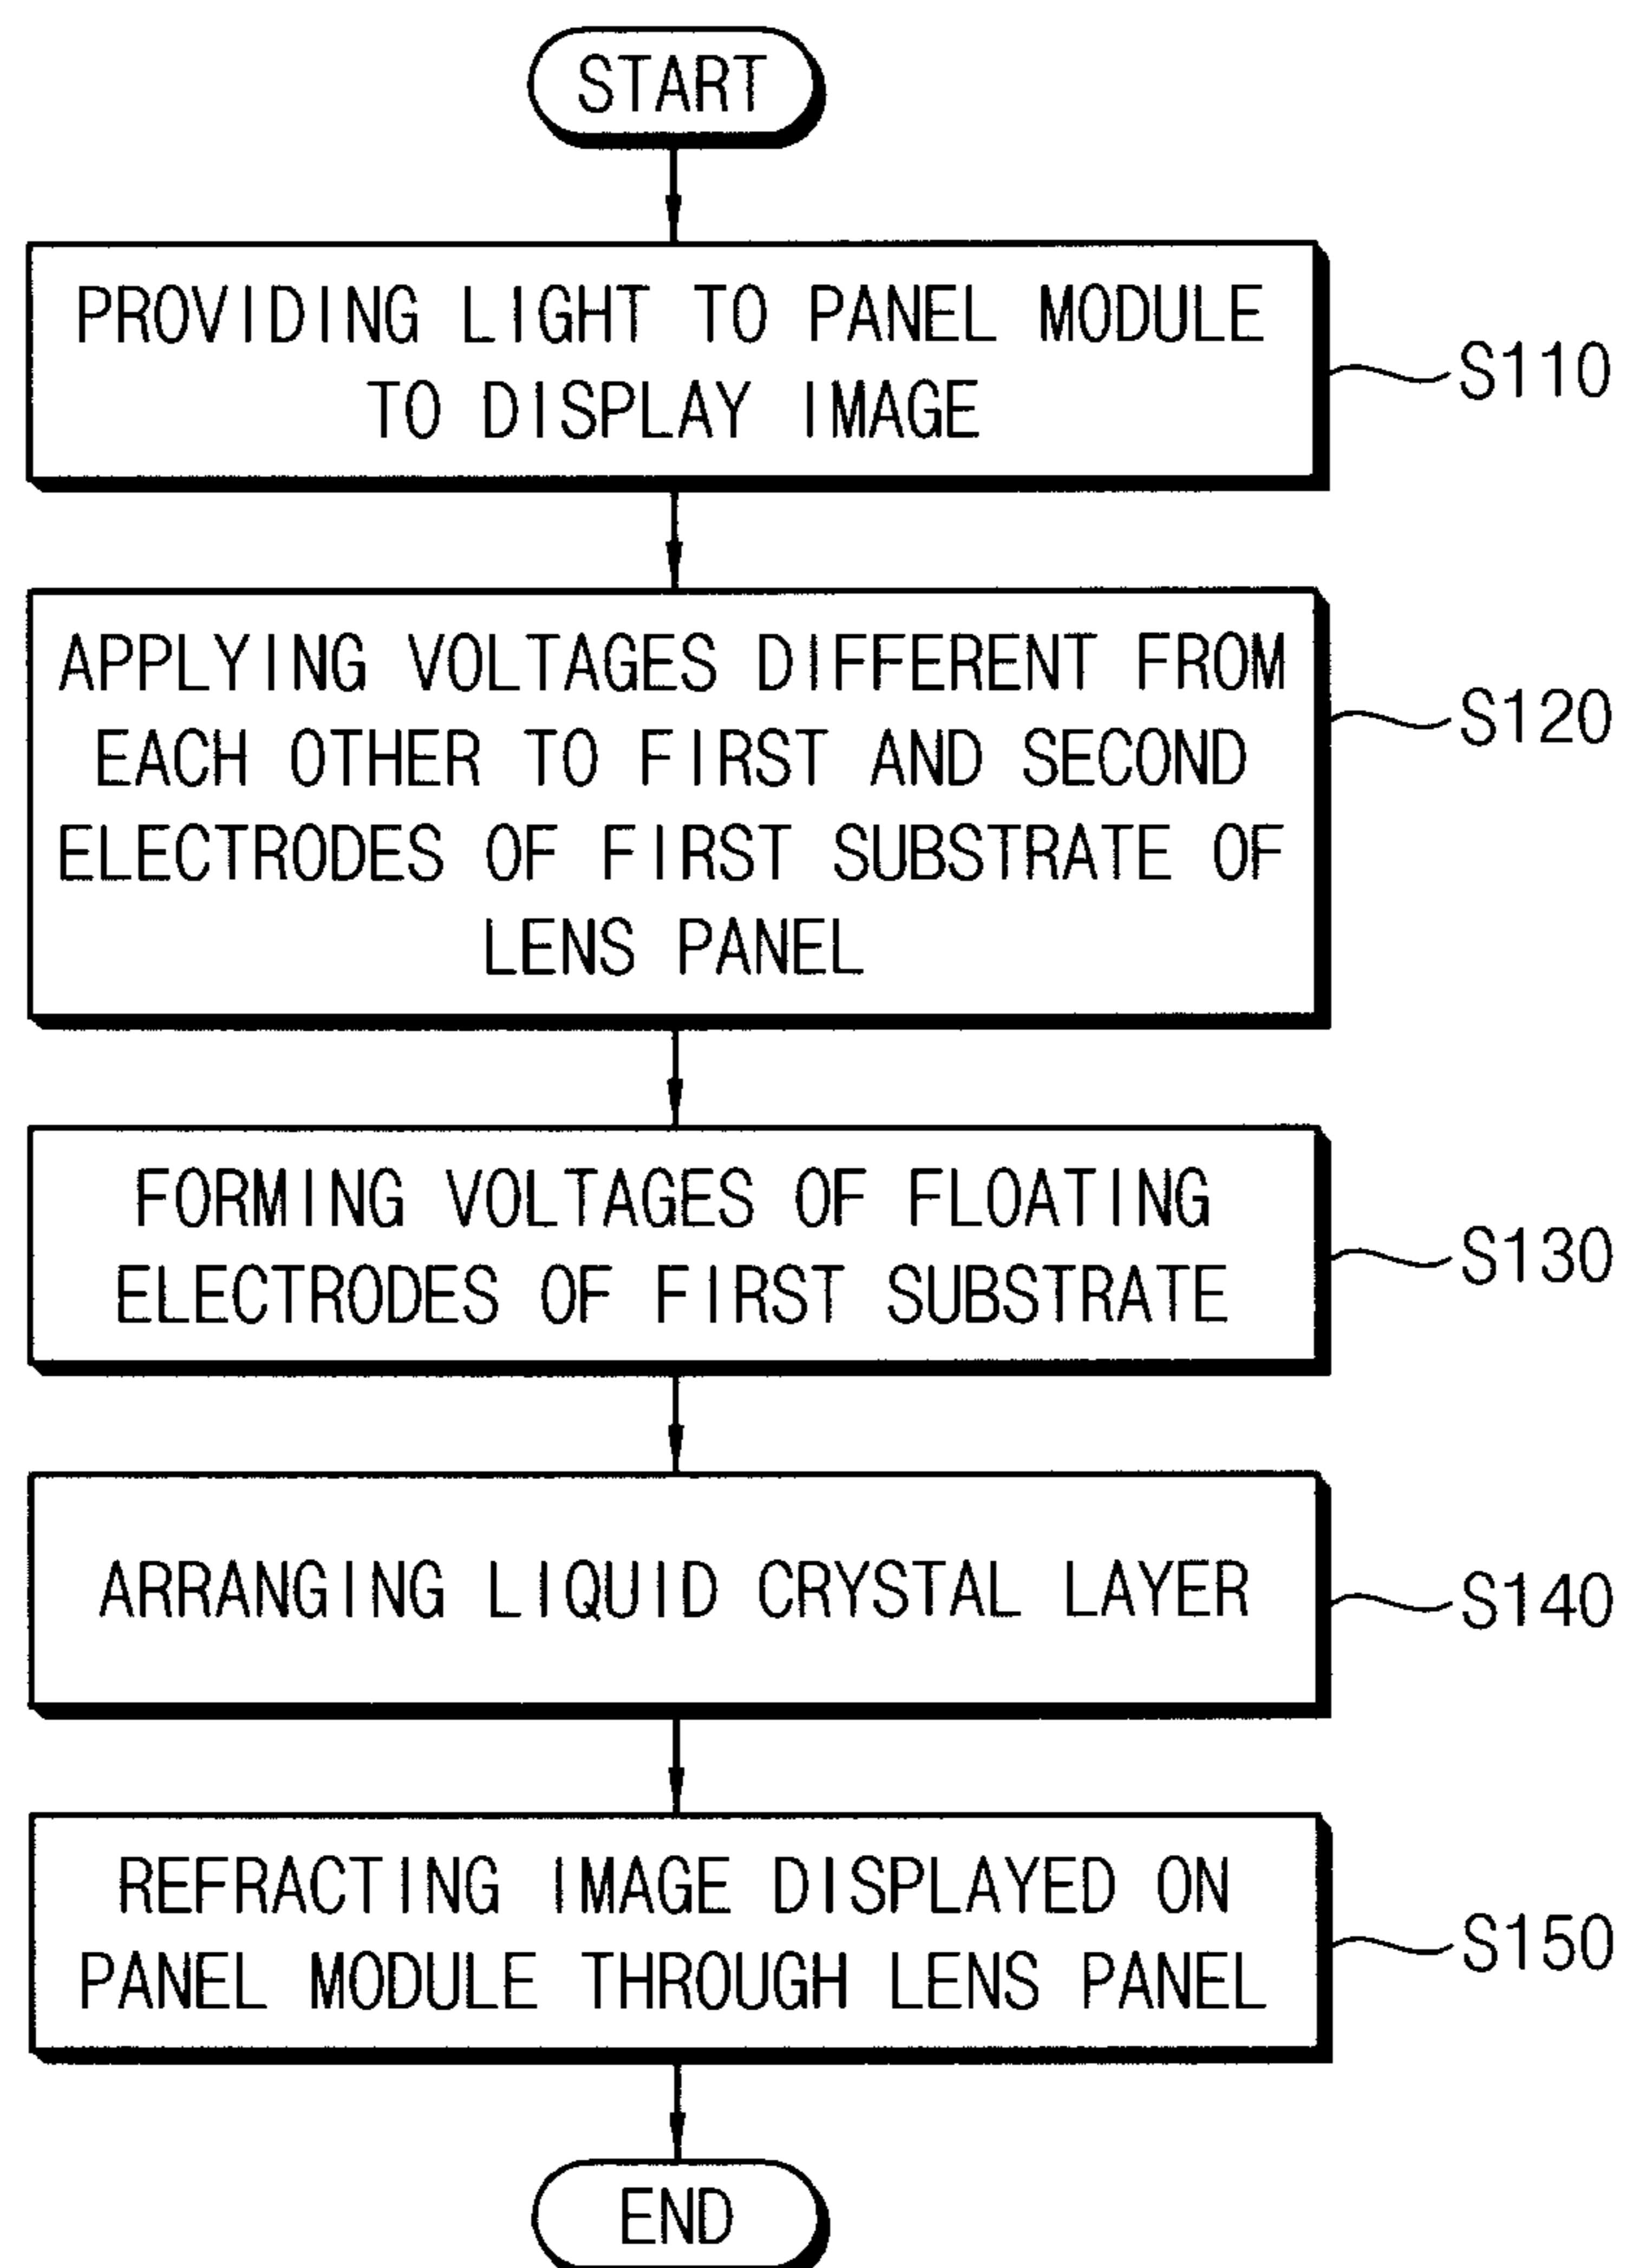 START
PROVIDING LIGHT TO PANEL MODULE
TO DISPLAY IMAGE
S110
APPLYING VOLTAGES DIFFERENT FROM
EACH OTHER TO FIRST AND SECOND
ELECTRODES OF FIRST SUBSTRATE OF
LENS PANEL
S120
FORMING VOLTAGES OF FLOATING
ELECTRODES OF FIRST SUBSTRATE
S130
ARRANGING LIQUID CRYSTAL LAYER
S140
REFRACTING IMAGE DISPLAYED ON
PANEL MODULE THROUGH LENS PANEL
S150
END